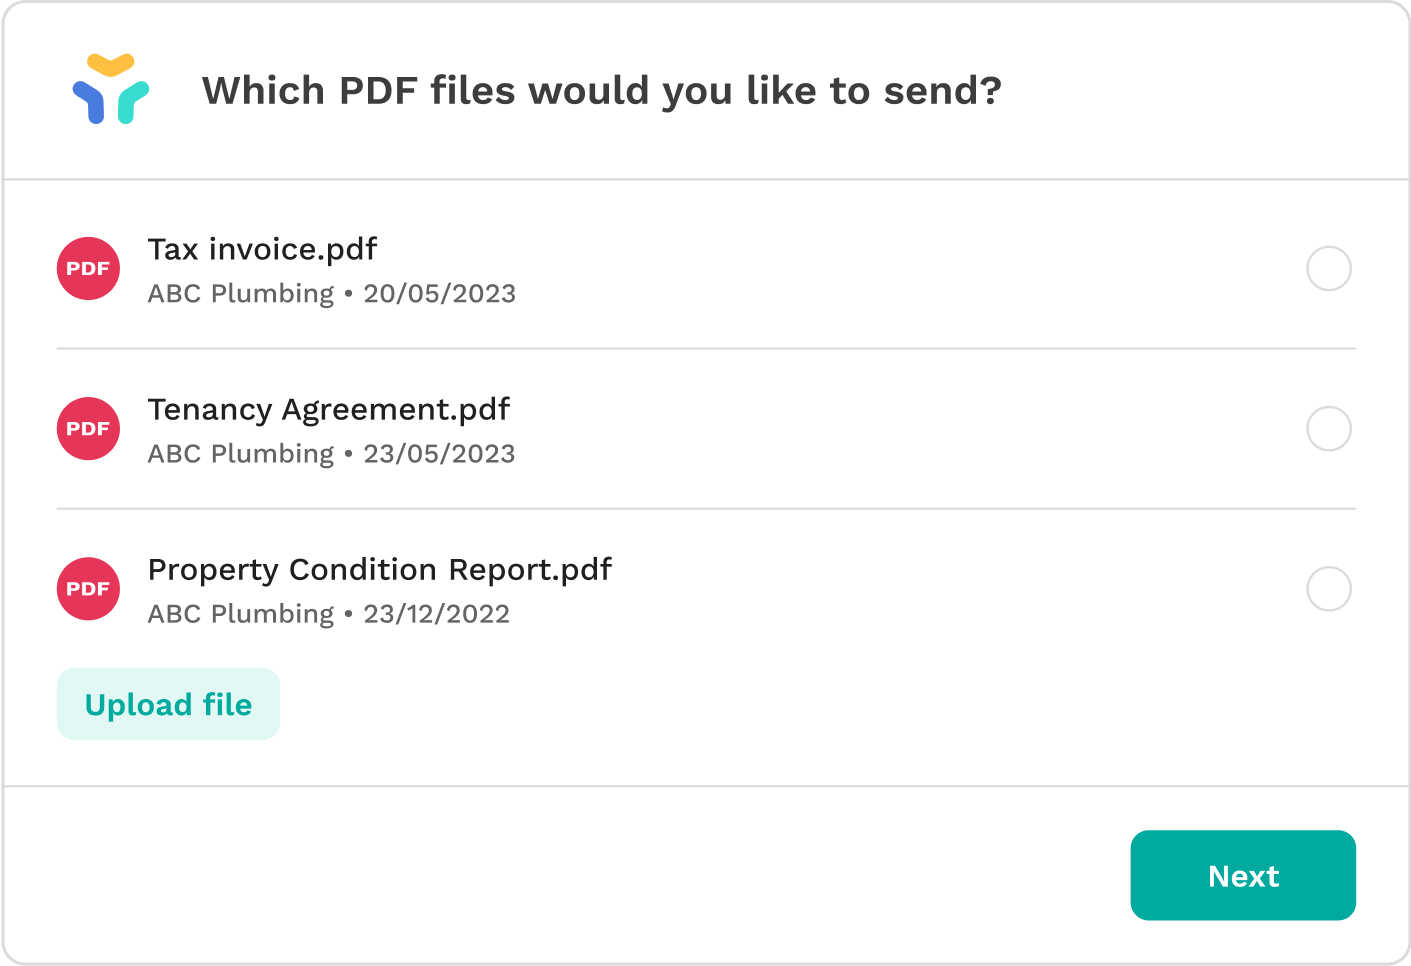 Which PDF files would you like to send?
PDF
Tax invoice.pdf
ABC Plumbing • 20/05/2023
PDF
Tenancy Agreement.pdf
ABC Plumbing • 23/05/2023
PDF
Property Condition Report.pdf
ABC Plumbing • 23/12/2022
Upload file
Next